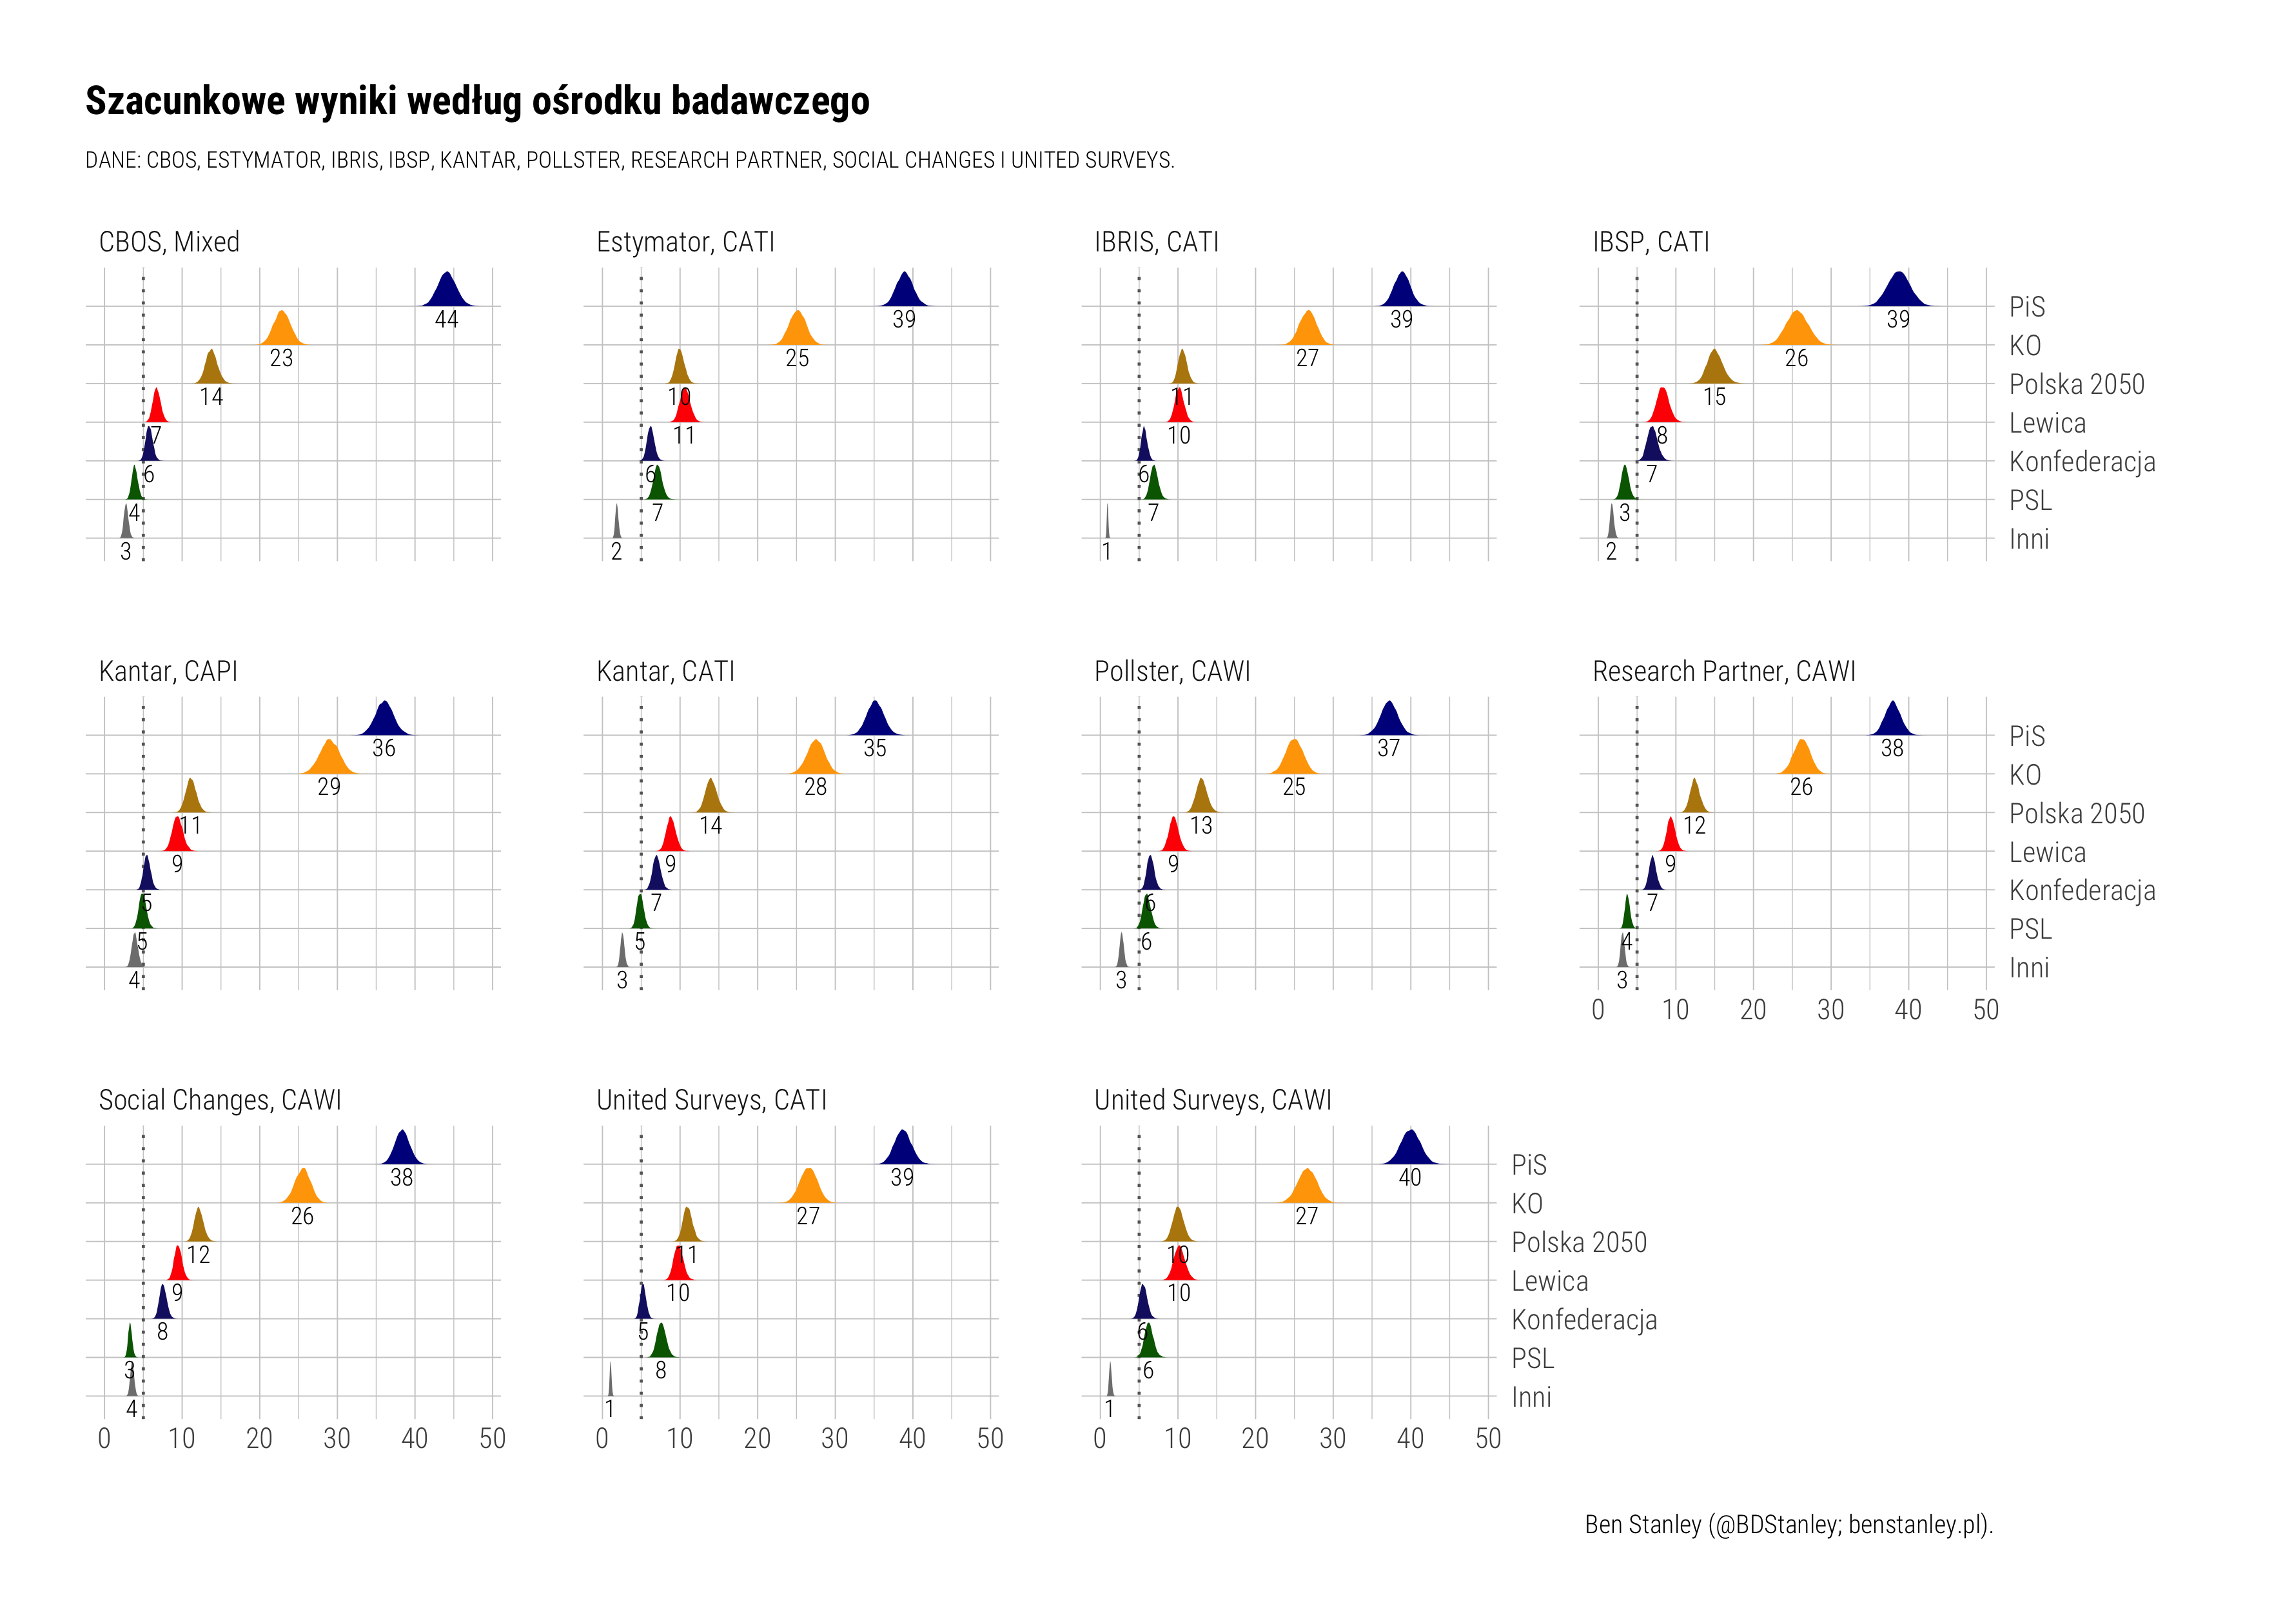 Szacunkowe wyniki według ośrodku badawczego
DANE: CBOS, ESTYMATOR, IBRIS, IBSP, KANTAR, POLLSTER, RESEARCH PARTNER, SOCIAL CHANGES I UNITED SURVEYS.
CBOS, Mixed
44
23
14
7
6
4
3
Estymator, CATI
39
25
10
11
6
7
2
IBRIS, CATI
39
27
11
10
6
7
1
IBSP, CATI
39
26
15
8
7
3
2
PiS
KO
Polska 2050
Lewica
Konfederacja
PSL
Inni
Kantar, CAPI
36
29
11
9
5
5
4
Kantar, CATI
35
28
14
9
7
5
3
Pollster, CAWI
37
25
13
9
6
6
3
Research Partner, CAWI
38
26
12
9
7
4
3
PiS
KO
Polska 2050
Lewica
Konfederacja
PSL
Inni
0 10 20 30 40 50
Social Changes, CAWI
38
26
12
9
8
3
4
0 10 20 30 40 50
United Surveys, CATI
39
27
11
10
5
8
1
0 10 20 30 40 50
United Surveys, CAWI
40
27
10
10
6
6
1
PiS
KO
Polska 2050
Lewica
Konfederacja
PSL
Inni
0 10 20 30 40 50
Ben Stanley (@BDStanley; benstanley.pl).